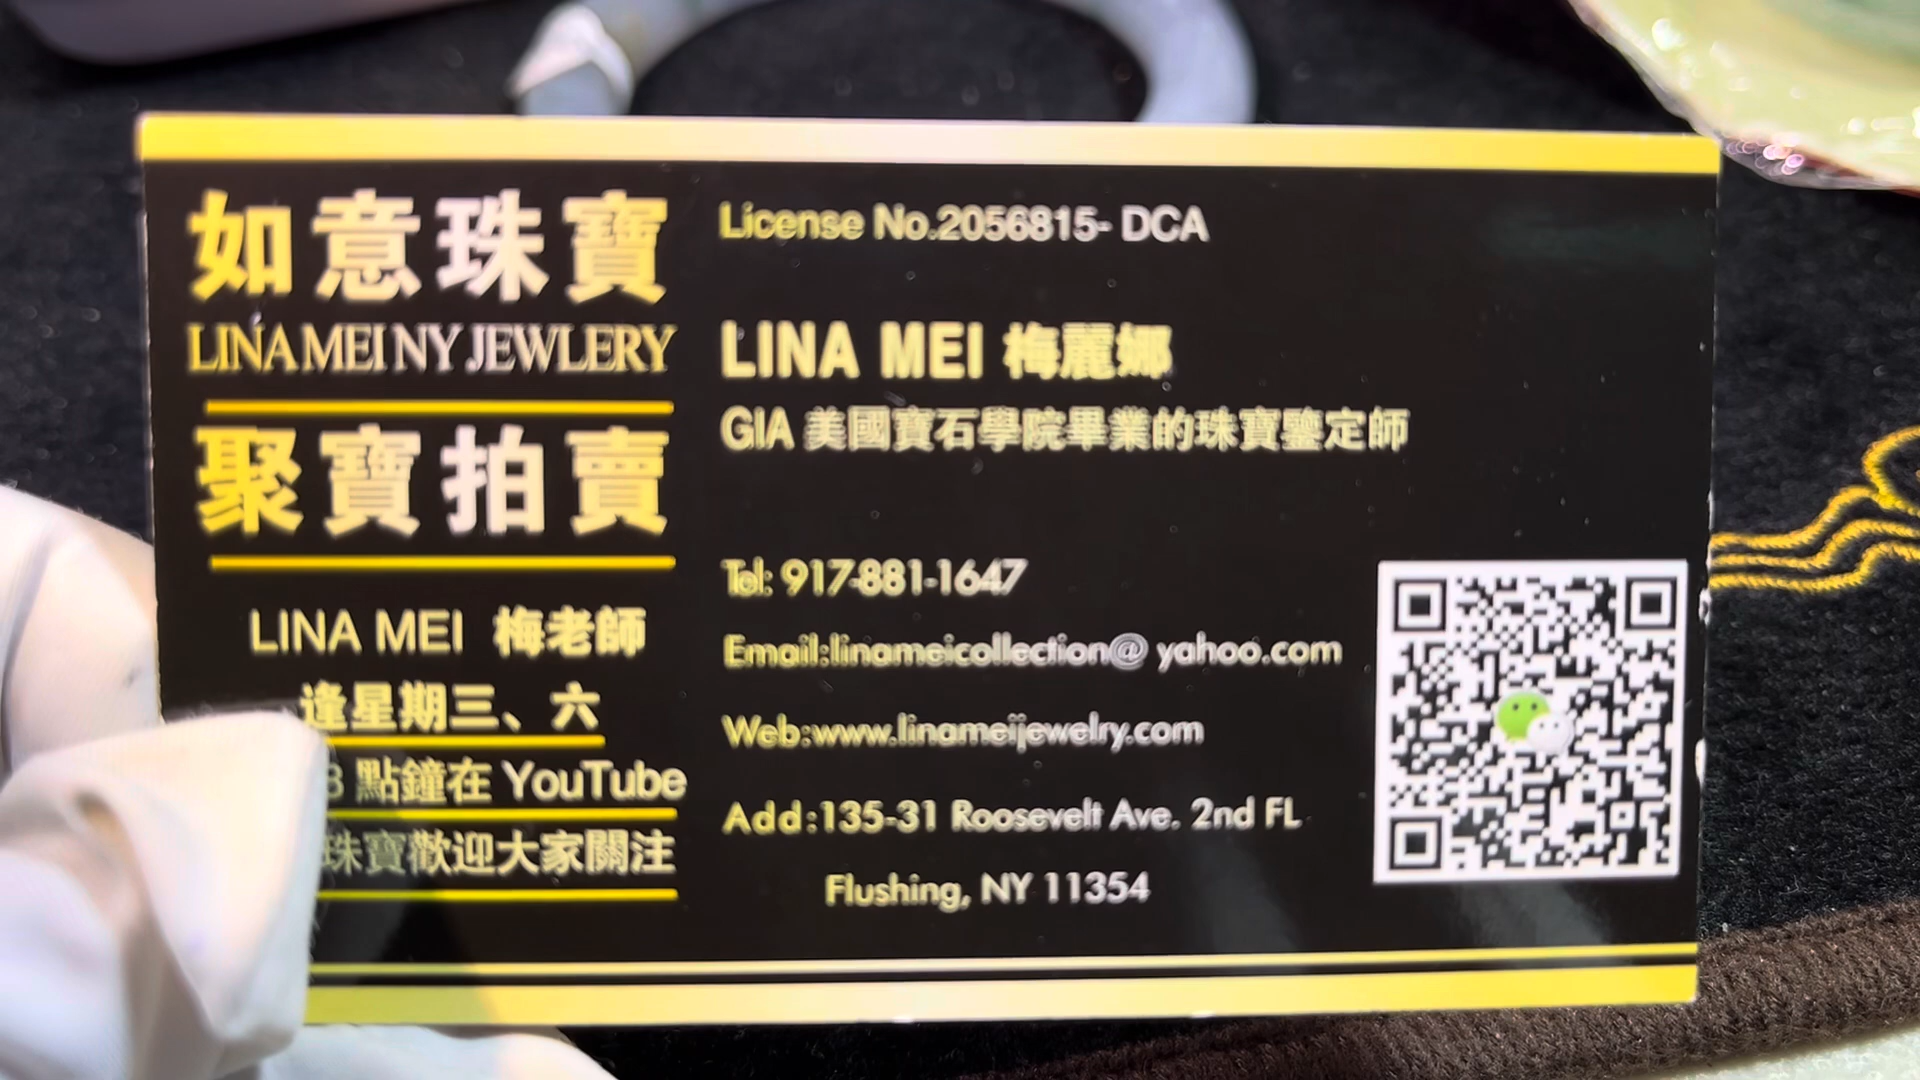 如意珠寶
LINA MEI NY JEWLERY
聚寶拍賣
LINA MEI 梅老師
逢星期三、六
點鐘在 YouTube
珠寶歡迎大家關注
License No.2056815- DCA
LINA MEI 梅麗娜
GIA 美國寶石學院畢業的珠寶鑒定師
Tel: 917-881-1647
Email:linameicollection@ yahoo.com
Web:www.linameijewelry.com
Add:135-31 Roosevelt Ave. 2nd FL
Flushing, NY 11354